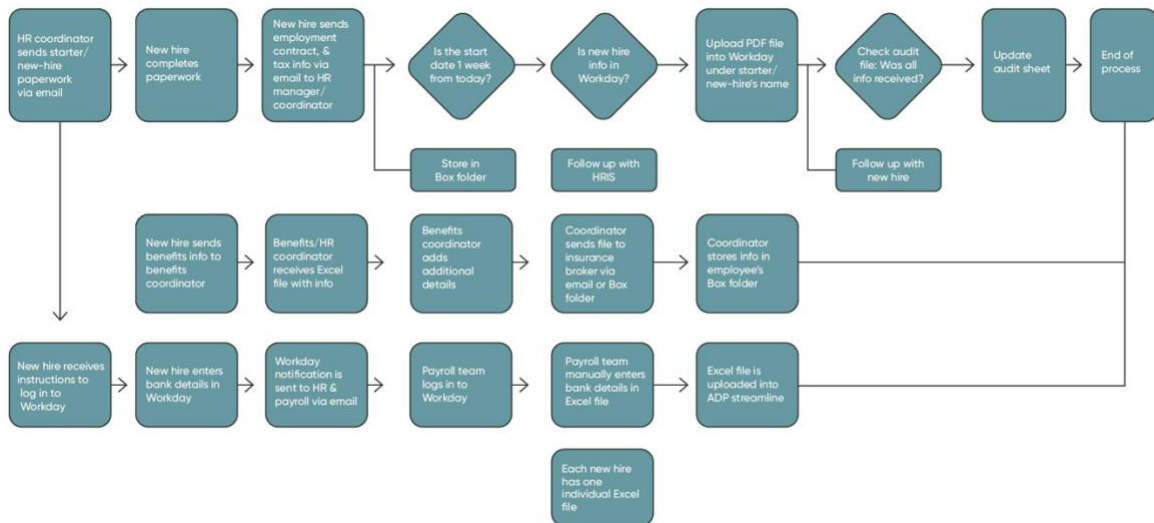 HR coordinator
sends starter/
new-hire
paperwork
via email
New hire
completes
paperwork
New hire sends
employment
contract, &
tax info via
email to HR
manager/
coordinator
Is the start
date 1 week
from today?
Is new hire
info in
Workday?
Upload PDF file
into Workday
under starter/
new-hire's name
Check audit
file: Was all
info received?
Update
audit sheet
End of
process
Store in
Box folder
Follow up with
HRIS
Follow up with
new hire
New hire sends
benefits info to
benefits
coordinator
Benefits/HR
coordinator
receives Excel
file with info
Benefits
coordinator
adds
additional
details
Coordinator
sends file to
insurance
broker via
email or Box
folder
Coordinator
stores info in
employee's
Box folder
New hire receives
instructions to
log in to
Workday
New hire enters
bank details in
Workday
Workday
notification is
sent to HR &
payroll via email
Payroll team
logs in to
Workday
Payroll team
manually enters
bank details in
Excel file
Excel file is
uploaded into
ADP streamline
Each new hire
has one
individual Excel
file